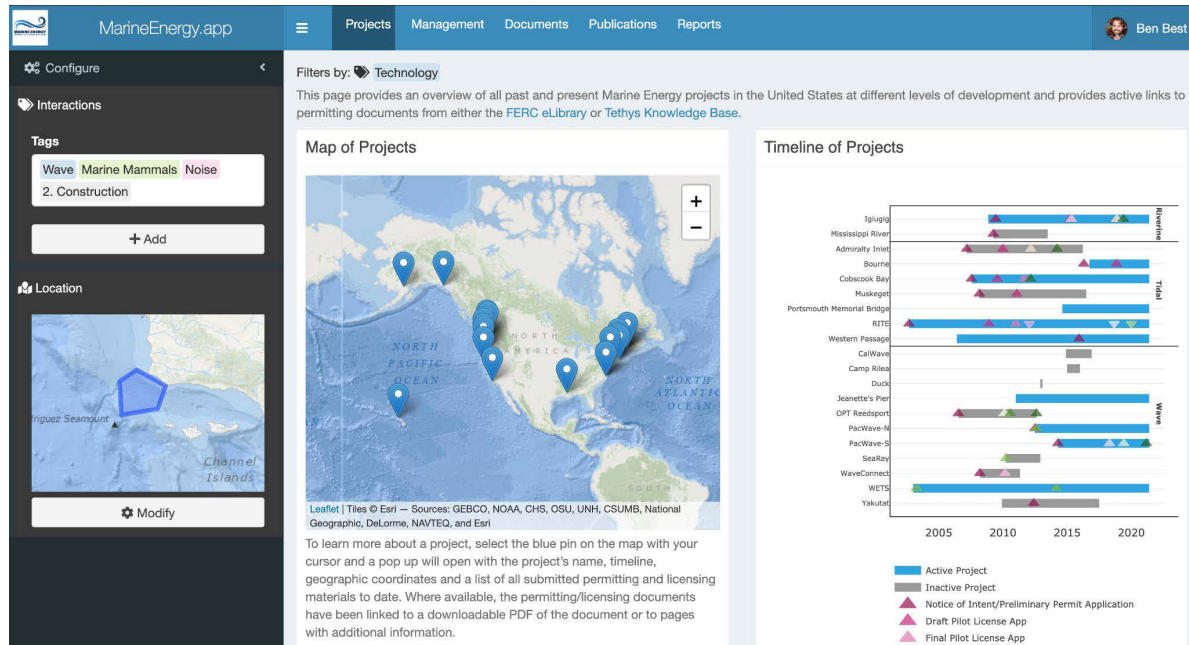 MARINE ENERGY
MarineEnergy.app
Projects
Management
Documents
Publications
Reports
Ben Best
Configure
Interactions
Tags
Wave Marine Mammals Noise
2. Construction
+ Add
Location
riguez Seamount
Channel
Islands
Modify
Filters by: Technology
This page provides an overview of all past and present Marine Energy projects in the United States at different levels of development and provides active links to
permitting documents from either the FERC eLibrary or Tethys Knowledge Base.
Map of Projects
+
−
NORTH
AMERICA
NORTH
PACIFIC
OCEAN
NORTH
ATLANTIC
OCEAN
SOUTH
Leaflet | Tiles © Esri — Sources: GEBCO, NOAA, CHS, OSU, UNH, CSUMB, National
Geographic, DeLorme, NAVTEQ, and Esri
To learn more about a project, select the blue pin on the map with your
cursor and a pop up will open with the project's name, timeline,
geographic coordinates and a list of all submitted permitting and licensing
materials to date. Where available, the permitting/licensing documents
have been linked to a downloadable PDF of the document or to pages
with additional information.
Timeline of Projects
Igiugig
Mississippi River
Riverine
Admiralty Inlet
Bourne
Cobscook Bay
Muskeget
Portsmouth Memorial Bridge
RITE
Western Passage
Tidal
CalWave
Camp Rilea
Duck
Jeanette's Pier
OPT Reedsport
PacWave-N
PacWave-S
SeaRay
WaveConnect
WETS
Yakutat
Wave
2005 2010 2015 2020
Active Project
Inactive Project
Notice of Intent/Preliminary Permit Application
Draft Pilot License App
Final Pilot License App